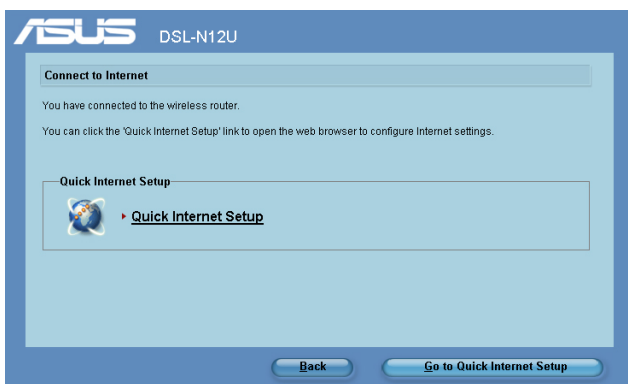 ASUS DSL-N12U
Connect to Internet
You have connected to the wireless router.
You can click the 'Quick Internet Setup' link to open the web browser to configure Internet settings.
Quick Internet Setup
Quick Internet Setup
Back
Go to Quick Internet Setup